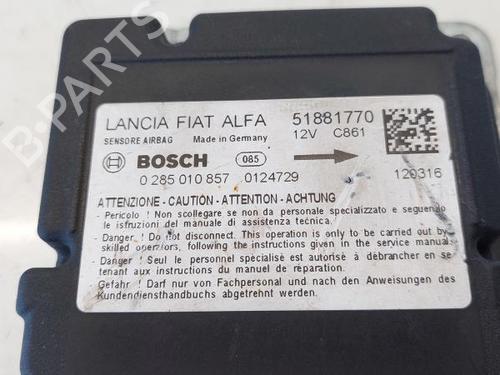 LANCIA FIAT ALFA 51881770
SENSORE AIRBAG Made in Germany 12V C861
BOSCH 085
0 285 010 857 0124729 120316
ATTENZIONE - CAUTION - ATTENTION - ACHTUNG
- Pericolo ! Non scollegare se non da personale specializzato e seguendo
le istruzioni del manuale di assistenza tecnica.
- Danger ! Do not disconnect. This operation is only to be carried out by
skilled operators, following the instructions given in the service manual.
- Danger ! Seul le personnel spécialisé est autorisé à débrancher en se
tenant aux instructions du manuel de réparation.
- Gefahr ! Darf nur von Fachpersonal und nach den Anweisungen des
Kundendiensthandbuchs abgetrennt werden.